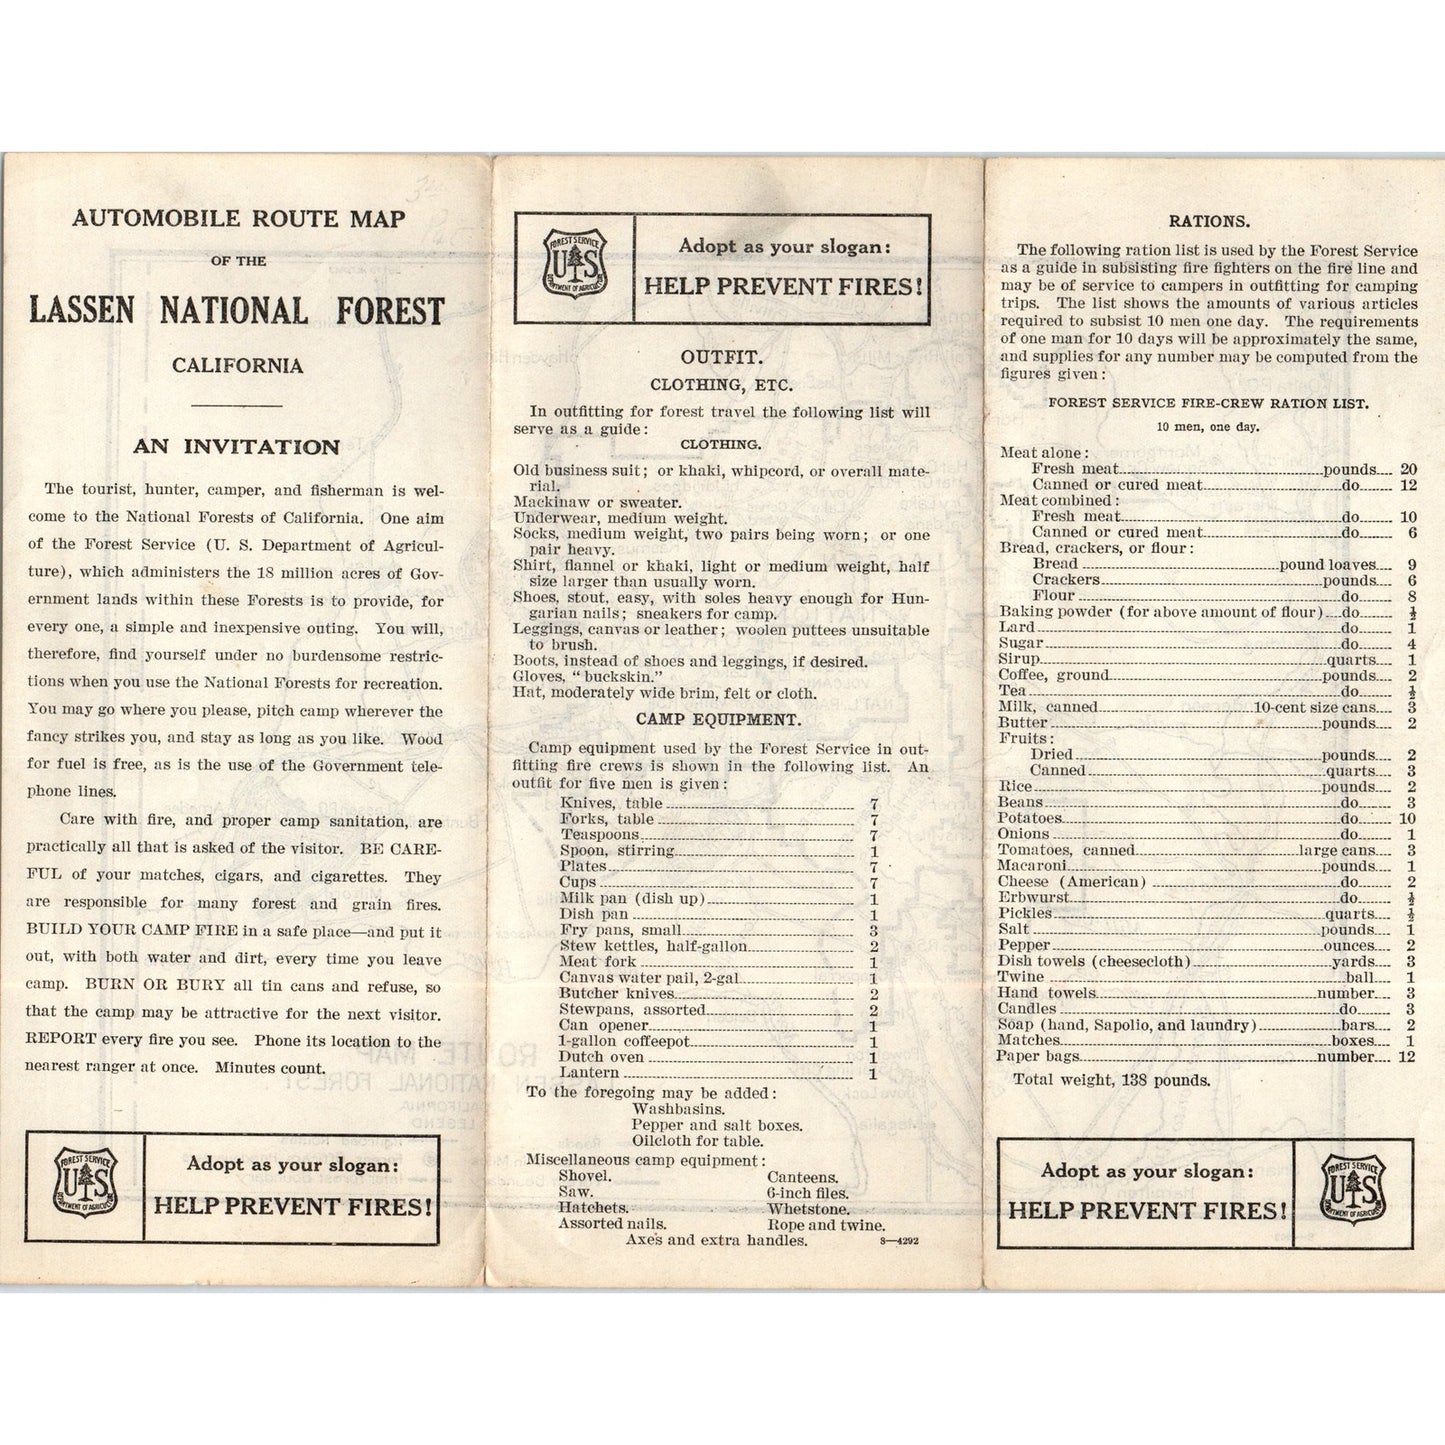 AUTOMOBILE ROUTE MAP
OF THE
LASSEN NATIONAL FOREST
CALIFORNIA
AN INVITATION
The tourist, hunter, camper, and fisherman is wel-
come to the National Forests of California. One aim
of the Forest Service (U. S. Department of Agricul-
ture), which administers the 18 million acres of Gov-
ernment lands within these Forests is to provide, for
every one, a simple and inexpensive outing. You will,
therefore, find yourself under no burdensome restric-
tions when you use the National Forests for recreation.
You may go where you please, pitch camp wherever the
fancy strikes you, and stay as long as you like. Wood
for fuel is free, as is the use of the Government tele-
phone lines.
Care with fire, and proper camp sanitation, are
practically all that is asked of the visitor. BE CARE-
FUL of your matches, cigars, and cigarettes. They
are responsible for many forest and grain fires.
BUILD YOUR CAMP FIRE in a safe place—and put it
out, with both water and dirt, every time you leave
camp. BURN OR BURY all tin cans and refuse, so
that the camp may be attractive for the next visitor.
REPORT every fire you see. Phone its location to the
nearest ranger at once. Minutes count.
FOREST SERVICE
U S
DEPARTMENT OF AGRICULTURE
Adopt as your slogan:
HELP PREVENT FIRES!
FOREST SERVICE
U S
DEPARTMENT OF AGRICULTURE
Adopt as your slogan:
HELP PREVENT FIRES!
OUTFIT.
CLOTHING, ETC.
In outfitting for forest travel the following list will
serve as a guide:
CLOTHING.
Old business suit; or khaki, whipcord, or overall mate-
rial.
Mackinaw or sweater.
Underwear, medium weight.
Socks, medium weight, two pairs being worn; or one
pair heavy.
Shirt, flannel or khaki, light or medium weight, half
size larger than usually worn.
Shoes, stout, easy, with soles heavy enough for Hun-
garian nails; sneakers for camp.
Leggings, canvas or leather; woolen puttees unsuitable
to brush.
Boots, instead of shoes and leggings, if desired.
Gloves, "buckskin."
Hat, moderately wide brim, felt or cloth.
CAMP EQUIPMENT.
Camp equipment used by the Forest Service in out-
fitting fire crews is shown in the following list. An
outfit for five men is given:
Knives, table 7
Forks, table 7
Teaspoons 7
Spoon, stirring 1
Plates 7
Cups 7
Milk pan (dish up) 1
Dish pan 1
Fry pans, small 3
Stew kettles, half-gallon 2
Meat fork 1
Canvas water pail, 2-gal 1
Butcher knives 2
Stewpans, assorted 2
Can opener 1
1-gallon coffeepot 1
Dutch oven 1
Lantern 1
To the foregoing may be added:
Washbasins.
Pepper and salt boxes.
Oilcloth for table.
Miscellaneous camp equipment:
Shovel. Canteens.
Saw. 6-inch files.
Hatchets. Whetstone.
Assorted nails. Rope and twine.
Axes and extra handles. 8—4292
RATIONS.
The following ration list is used by the Forest Service
as a guide in subsisting fire fighters on the fire line and
may be of service to campers in outfitting for camping
trips. The list shows the amounts of various articles
required to subsist 10 men one day. The requirements
of one man for 10 days will be approximately the same,
and supplies for any number may be computed from the
figures given:
FOREST SERVICE FIRE-CREW RATION LIST.
10 men, one day.
Meat alone:
Fresh meat pounds 20
Canned or cured meat do 12
Meat combined:
Fresh meat do 10
Canned or cured meat do 6
Bread, crackers, or flour:
Bread pound loaves 9
Crackers pounds 6
Flour do 8
Baking powder (for above amount of flour) do ½
Lard do 1
Sugar do 4
Sirup quarts 1
Coffee, ground pounds 2
Tea do ½
Milk, canned 10-cent size cans 3
Butter pounds 2
Fruits:
Dried pounds 2
Canned quarts 3
Rice pounds 2
Beans do 3
Potatoes do 10
Onions do 1
Tomatoes, canned large cans 3
Macaroni pounds 1
Cheese (American) do 2
Erbwurst do ½
Pickles quarts ½
Salt pounds 1
Pepper ounces 2
Dish towels (cheesecloth) yards 3
Twine ball 1
Hand towels number 3
Candles do 3
Soap (hand, Sapolio, and laundry) bars 2
Matches boxes 1
Paper bags number 12
Total weight, 138 pounds.
Adopt as your slogan:
HELP PREVENT FIRES!
FOREST SERVICE
U S
DEPARTMENT OF AGRICULTURE